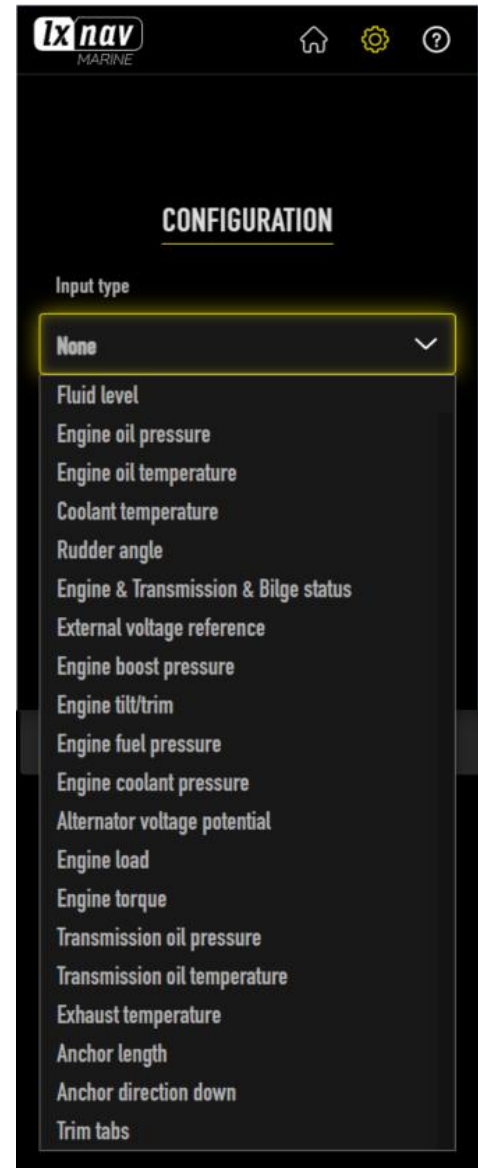 lx nav
MARINE
CONFIGURATION
Input type
None
Fluid level
Engine oil pressure
Engine oil temperature
Coolant temperature
Rudder angle
Engine & Transmission & Bilge status
External voltage reference
Engine boost pressure
Engine tilt/trim
Engine fuel pressure
Engine coolant pressure
Alternator voltage potential
Engine load
Engine torque
Transmission oil pressure
Transmission oil temperature
Exhaust temperature
Anchor length
Anchor direction down
Trim tabs